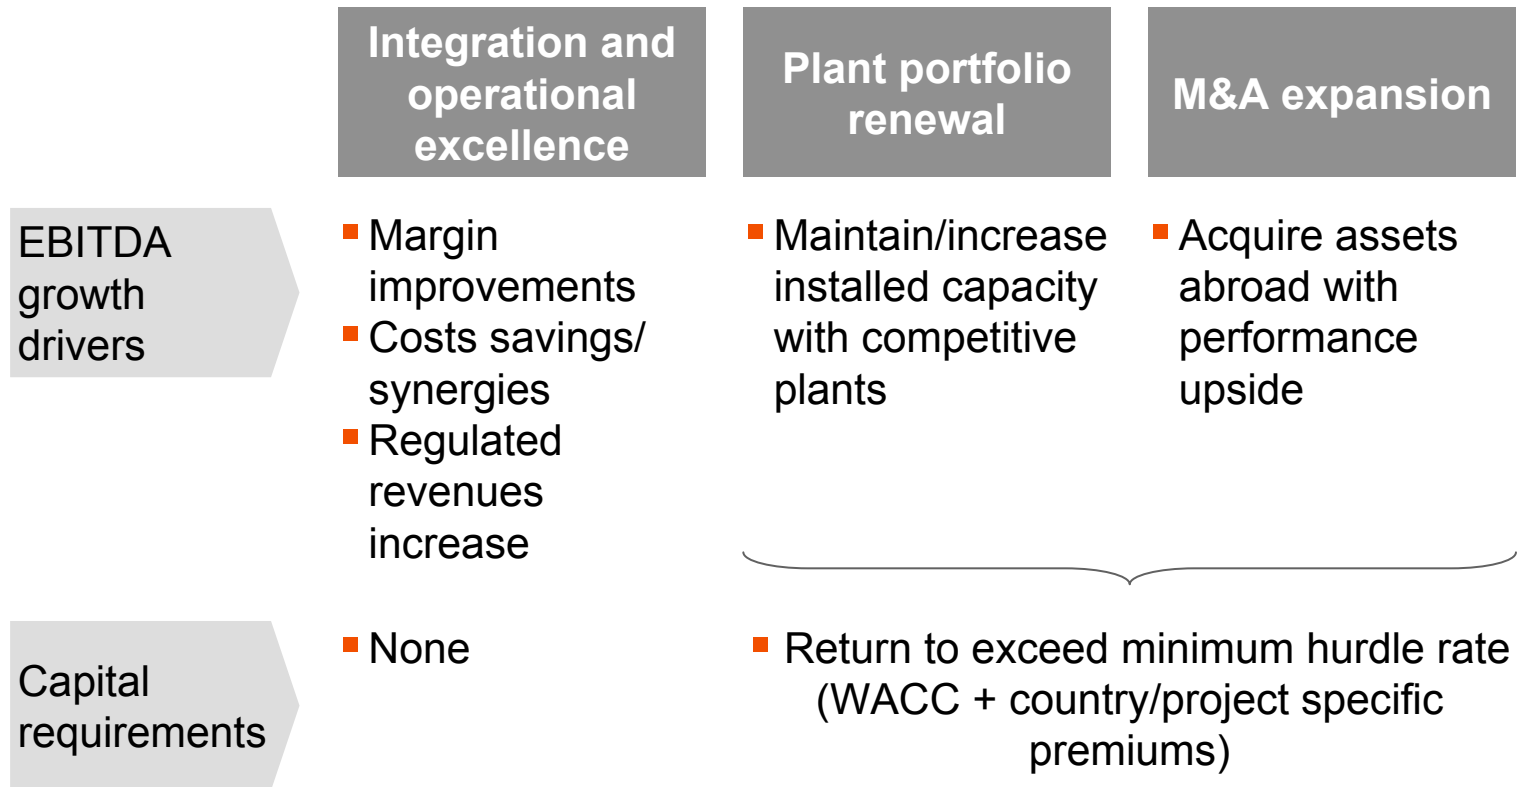 Integration and
operational
excellence
Plant portfolio
renewal
M&A expansion
EBITDA
growth
drivers
Margin
improvements
Costs savings/
synergies
Regulated
revenues
increase
Maintain/increase
installed capacity
with competitive
plants
Acquire assets
abroad with
performance
upside
Capital
requirements
None
Return to exceed minimum hurdle rate
(WACC + country/project specific
premiums)